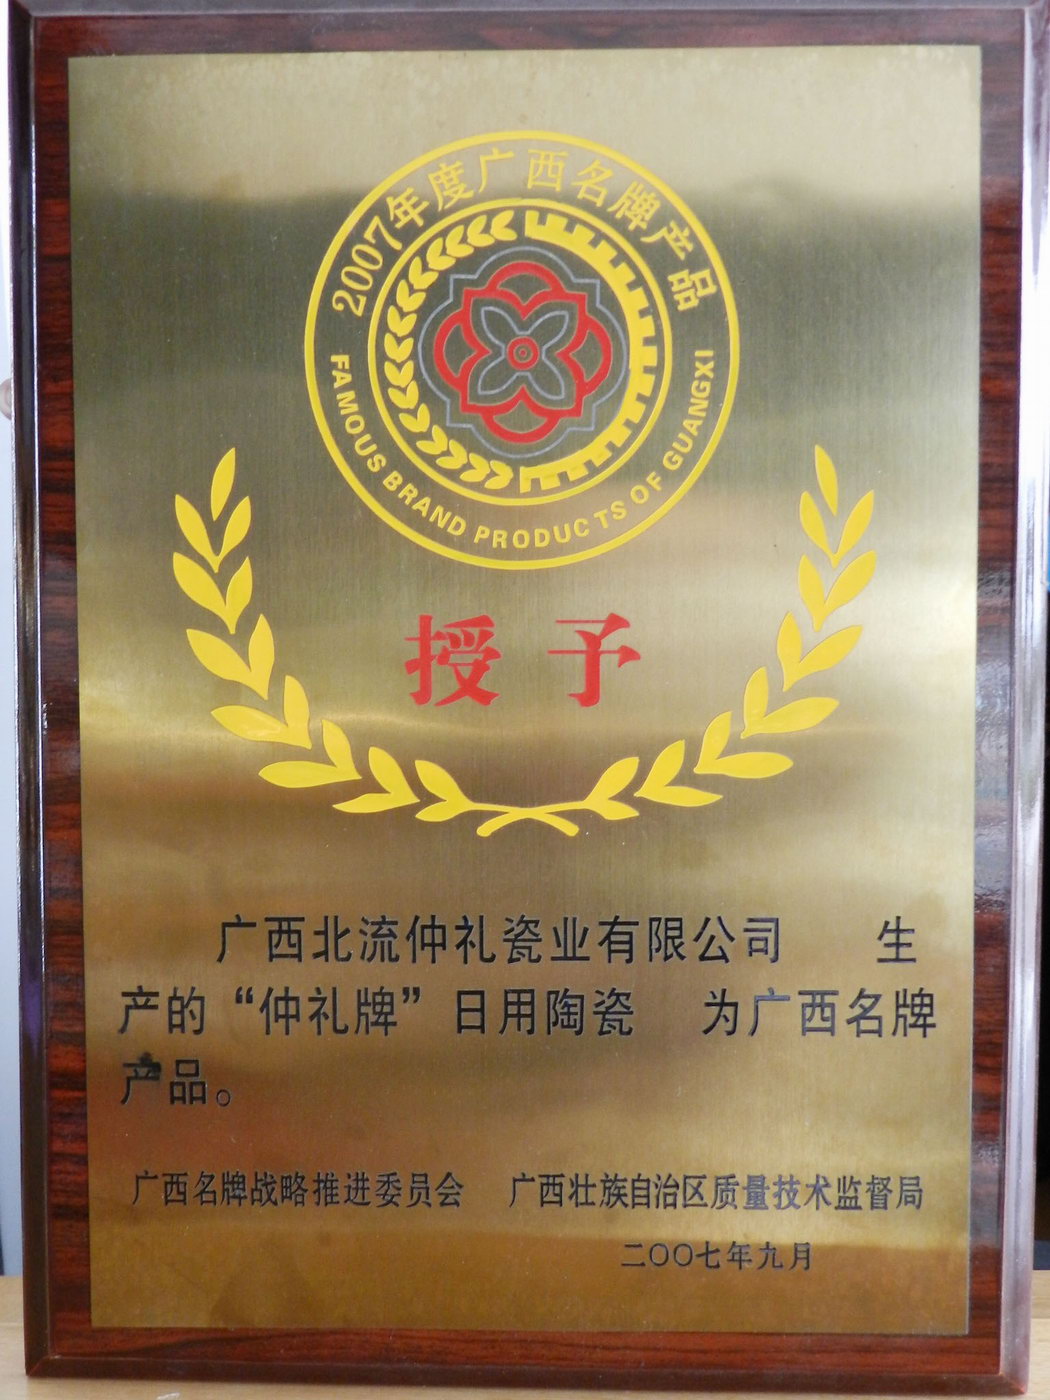 2007年度广西名牌产品
FAMOUS BRAND PRODUCTS OF GUANGXI
授予
广西北流仲礼瓷业有限公司 生
产的“仲礼牌”日用陶瓷 为广西名牌
产品。
广西名牌战略推进委员会 广西壮族自治区质量技术监督局
二〇〇七年九月